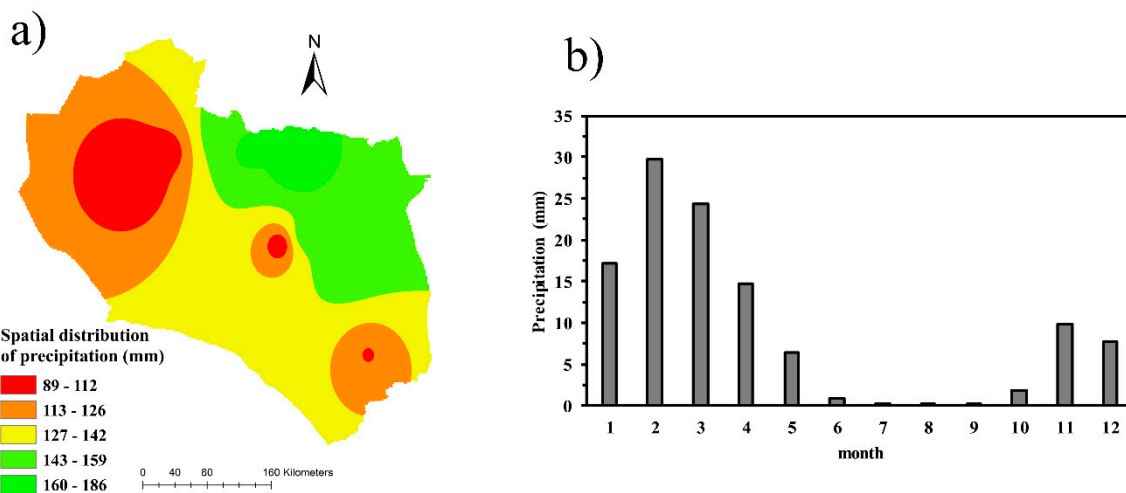 a)
N
Spatial distribution
of precipitation (mm)
89 - 112
113 - 126
127 - 142
143 - 159
160 - 186
0 40 80 160 Kilometers
b)
Precipitation (mm)
35
30
25
20
15
10
5
0
1 2 3 4 5 6 7 8 9 10 11 12
month